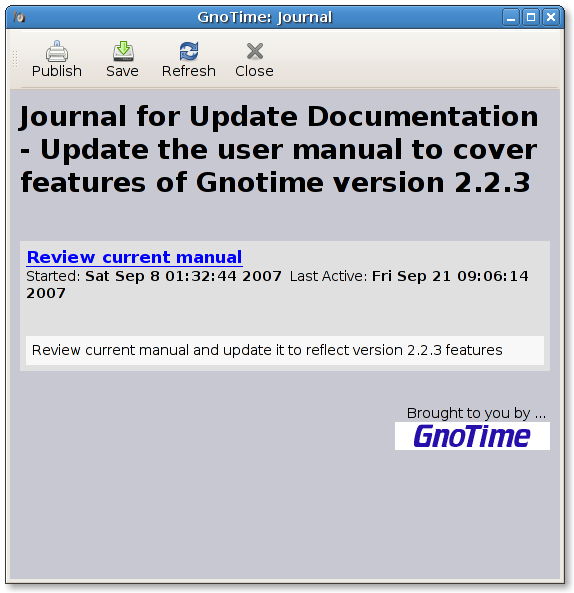 GnoTime: Journal
Publish Save Refresh Close
Journal for Update Documentation
- Update the user manual to cover
features of Gnotime version 2.2.3
Review current manual
Started: Sat Sep 8 01:32:44 2007 Last Active: Fri Sep 21 09:06:14
2007
Review current manual and update it to reflect version 2.2.3 features
Brought to you by ...
GnoTime